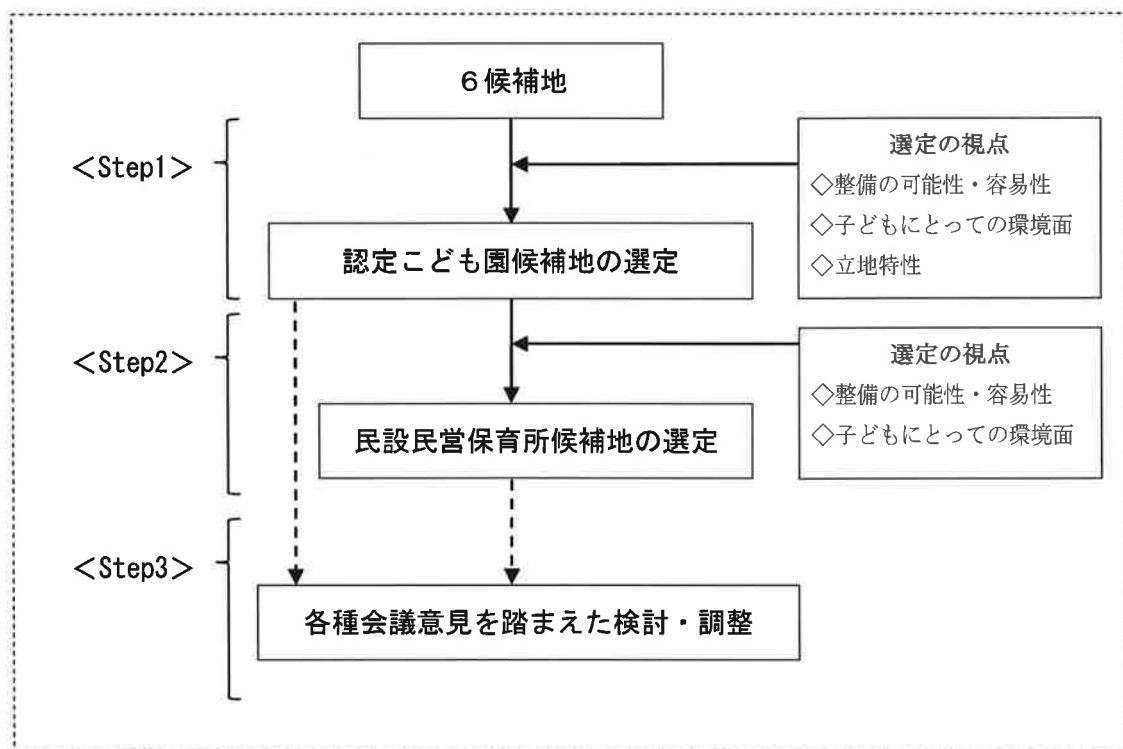 ６候補地
＜Step1＞
選定の視点
◇整備の可能性・容易性
◇子どもにとっての環境面
◇立地特性
認定こども園候補地の選定
＜Step2＞
選定の視点
◇整備の可能性・容易性
◇子どもにとっての環境面
民設民営保育所候補地の選定
＜Step3＞
各種会議意見を踏まえた検討・調整